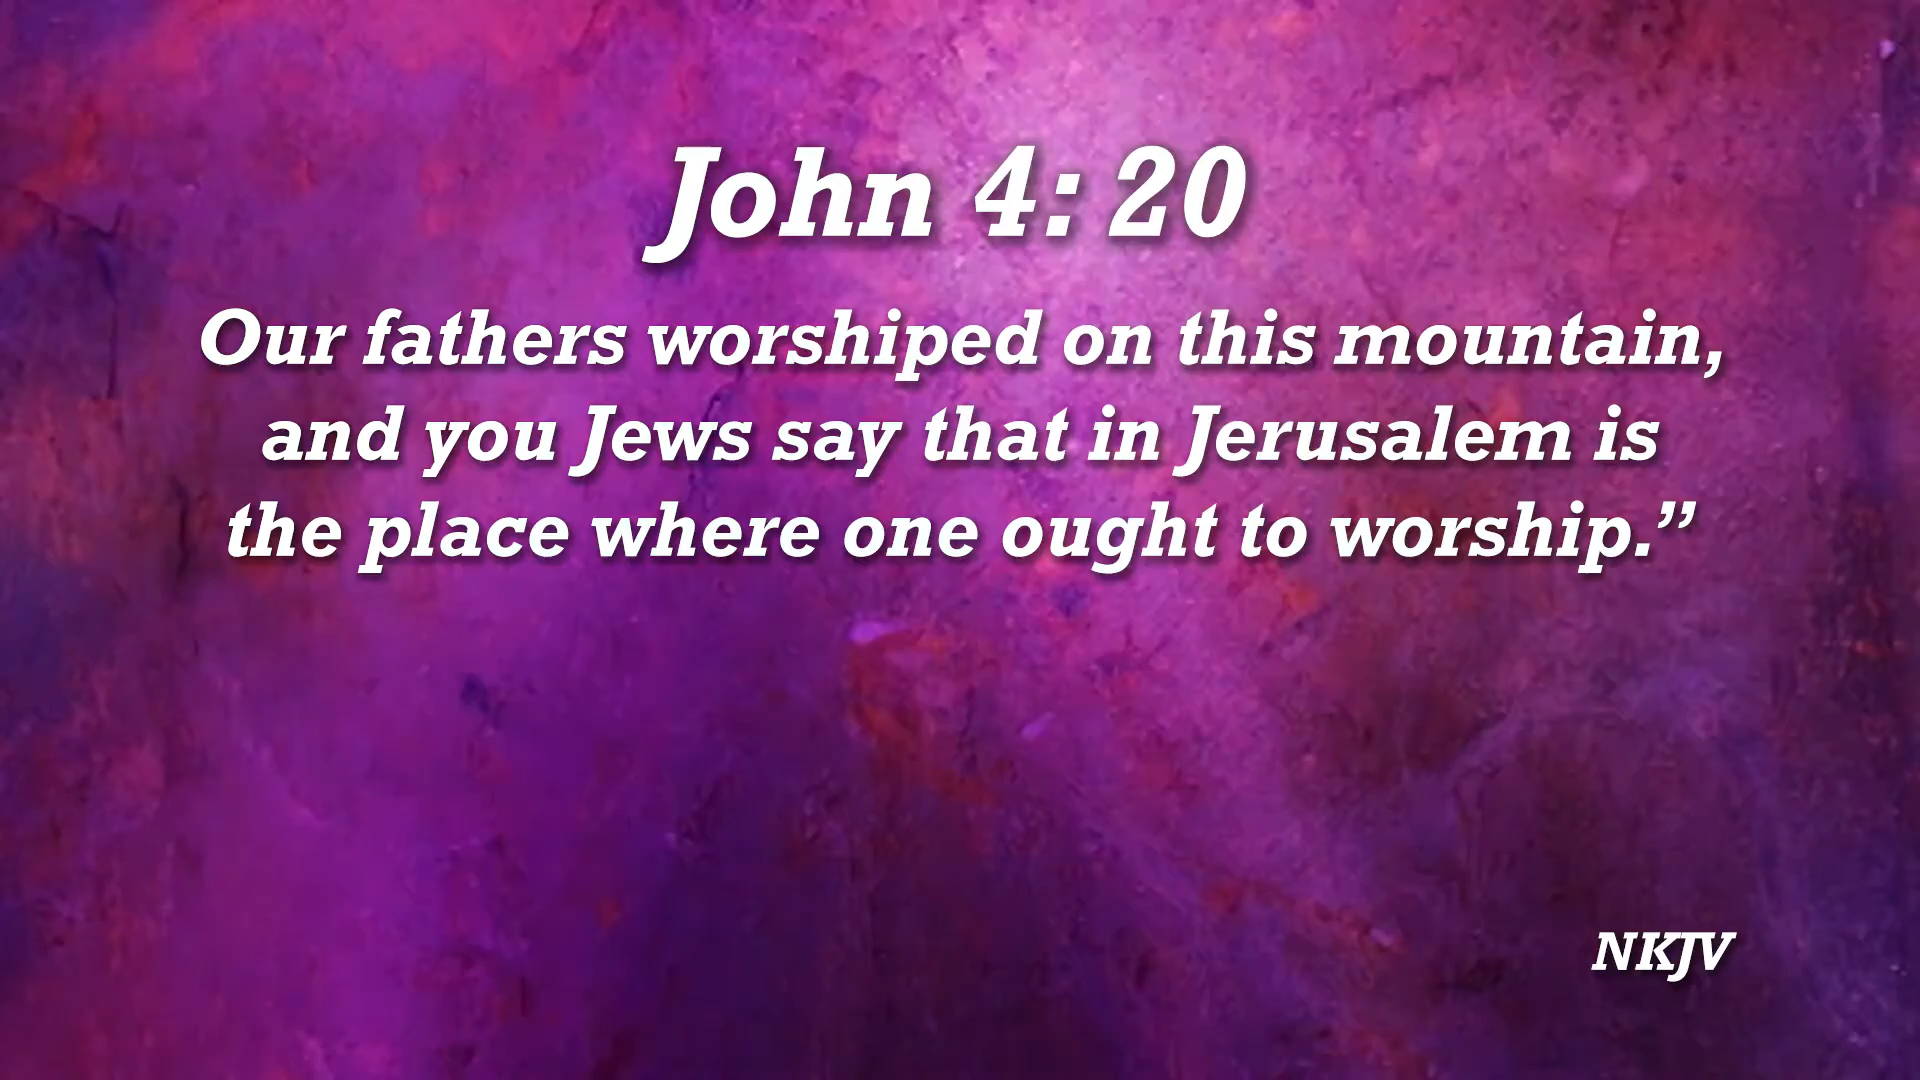 John 4: 20
Our fathers worshiped on this mountain,
and you Jews say that in Jerusalem is
the place where one ought to worship.”
NKJV